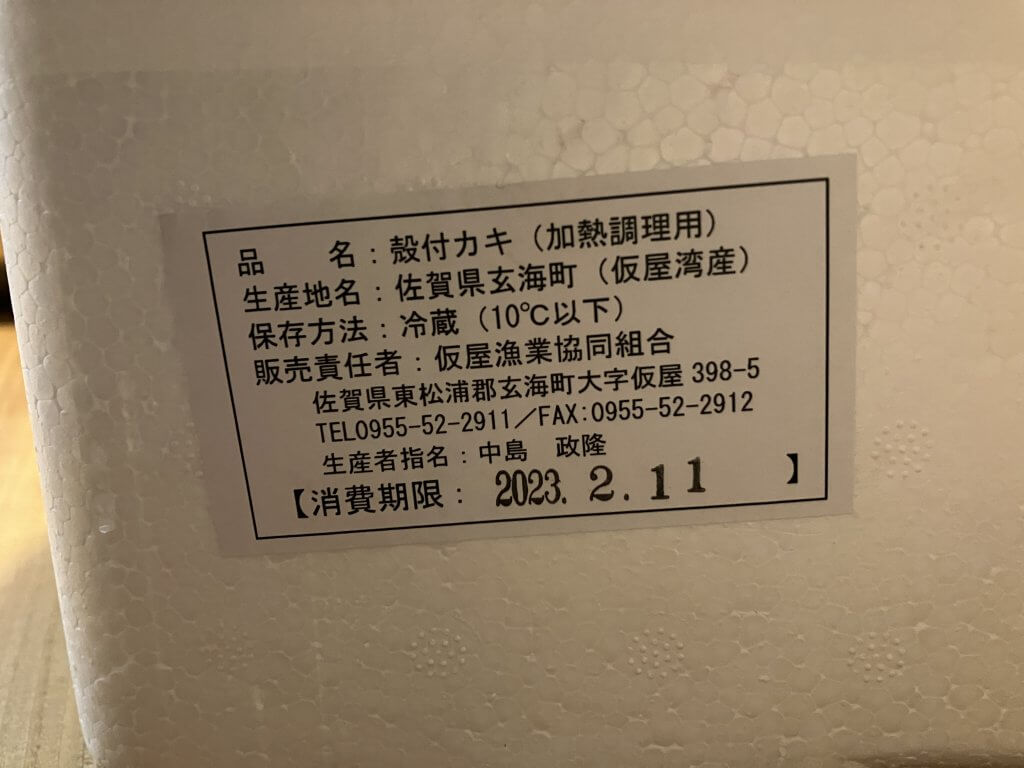 品　　名：殻付カキ（加熱調理用）
生産地名：佐賀県玄海町（仮屋湾産）
保存方法：冷蔵（10℃以下）
販売責任者：仮屋漁業協同組合
佐賀県東松浦郡玄海町大字仮屋 398-5
TEL0955-52-2911／FAX:0955-52-2912
生産者指名：中島　政隆
【消費期限： 2023. 2. 11 】